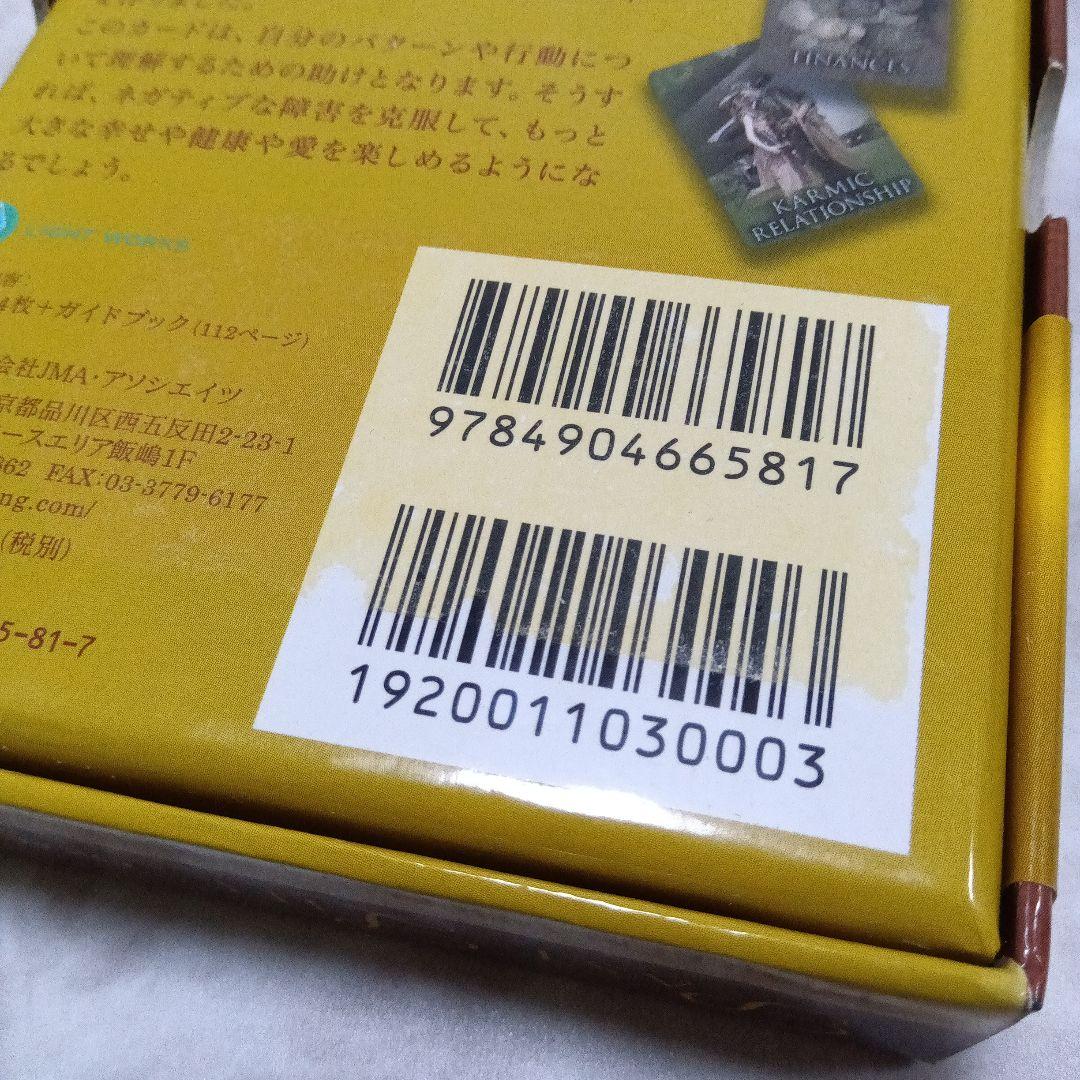 このカードは、自分のパターンや行動につ
いて理解するための助けとなります。そうす
れば、ネガティブな障害を克服して、もっと
大きな幸せや健康や愛を楽しめるようにな
るでしょう。
FINANCES
KARMIC
RELATIONSHIP
LIGHT WORKS
4枚+ガイドブック(112ページ)
会社JMA・アソシエイツ
京都品川区西五反田2-23-1
ースエリア飯嶋1F
862 FAX:03-3779-6177
ng.com/
(税別)
5-81-7
9784904665817
1920011030003